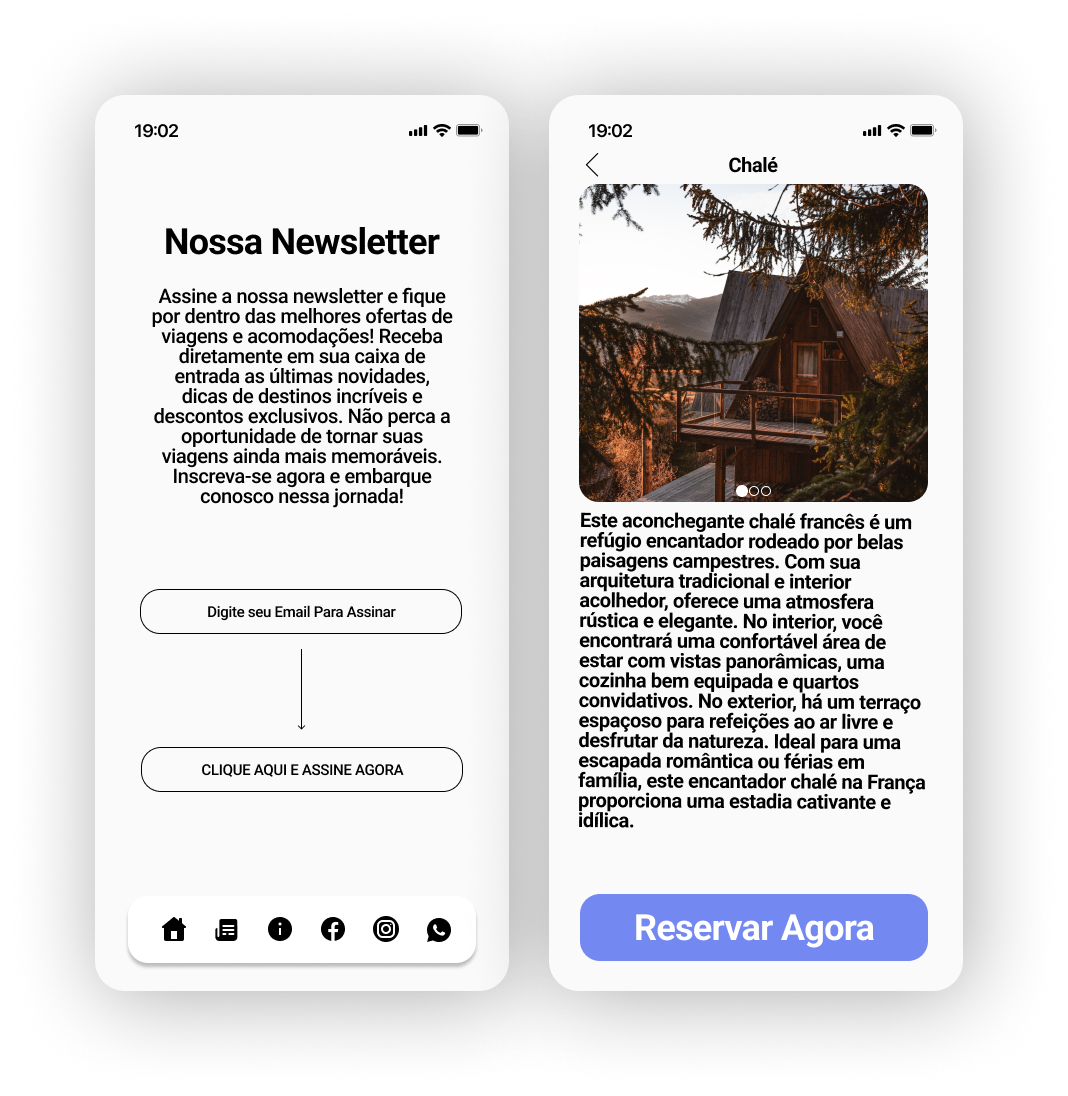 19:02
Nossa Newsletter
Assine a nossa newsletter e fique
por dentro das melhores ofertas de
viagens e acomodações! Receba
diretamente em sua caixa de
entrada as últimas novidades,
dicas de destinos incríveis e
descontos exclusivos. Não perca a
oportunidade de tornar suas
viagens ainda mais memoráveis.
Inscreva-se agora e embarque
conosco nessa jornada!
Digite seu Email Para Assinar
CLIQUE AQUI E ASSINE AGORA
19:02
Chalé
Este aconchegante chalé francês é um
refúgio encantador rodeado por belas
paisagens campestres. Com sua
arquitetura tradicional e interior
acolhedor, oferece uma atmosfera
rústica e elegante. No interior, você
encontrará uma confortável área de
estar com vistas panorâmicas, uma
cozinha bem equipada e quartos
convidativos. No exterior, há um terraço
espaçoso para refeições ao ar livre e
desfrutar da natureza. Ideal para uma
escapada romântica ou férias em
família, este encantador chalé na França
proporciona uma estadia cativante e
idílica.
Reservar Agora